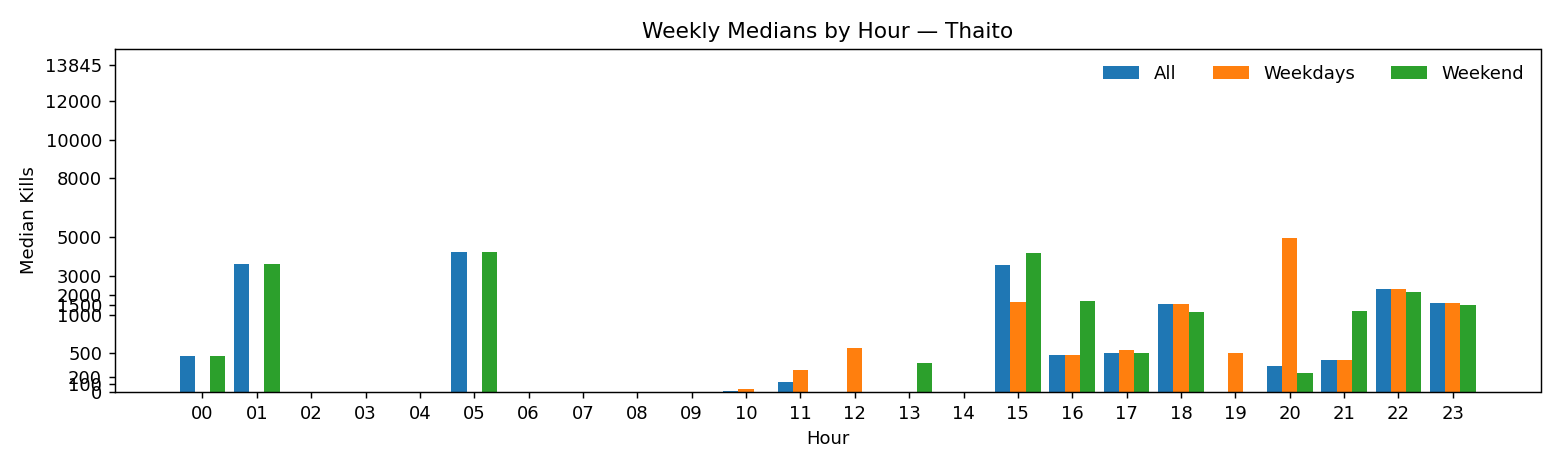 Weekly Medians by Hour — Thaito
All Weekdays Weekend
Median Kills
13845
12000
10000
8000
5000
3000
2000
1500
1000
500
200
100
0
00 01 02 03 04 05 06 07 08 09 10 11 12 13 14 15 16 17 18 19 20 21 22 23
Hour